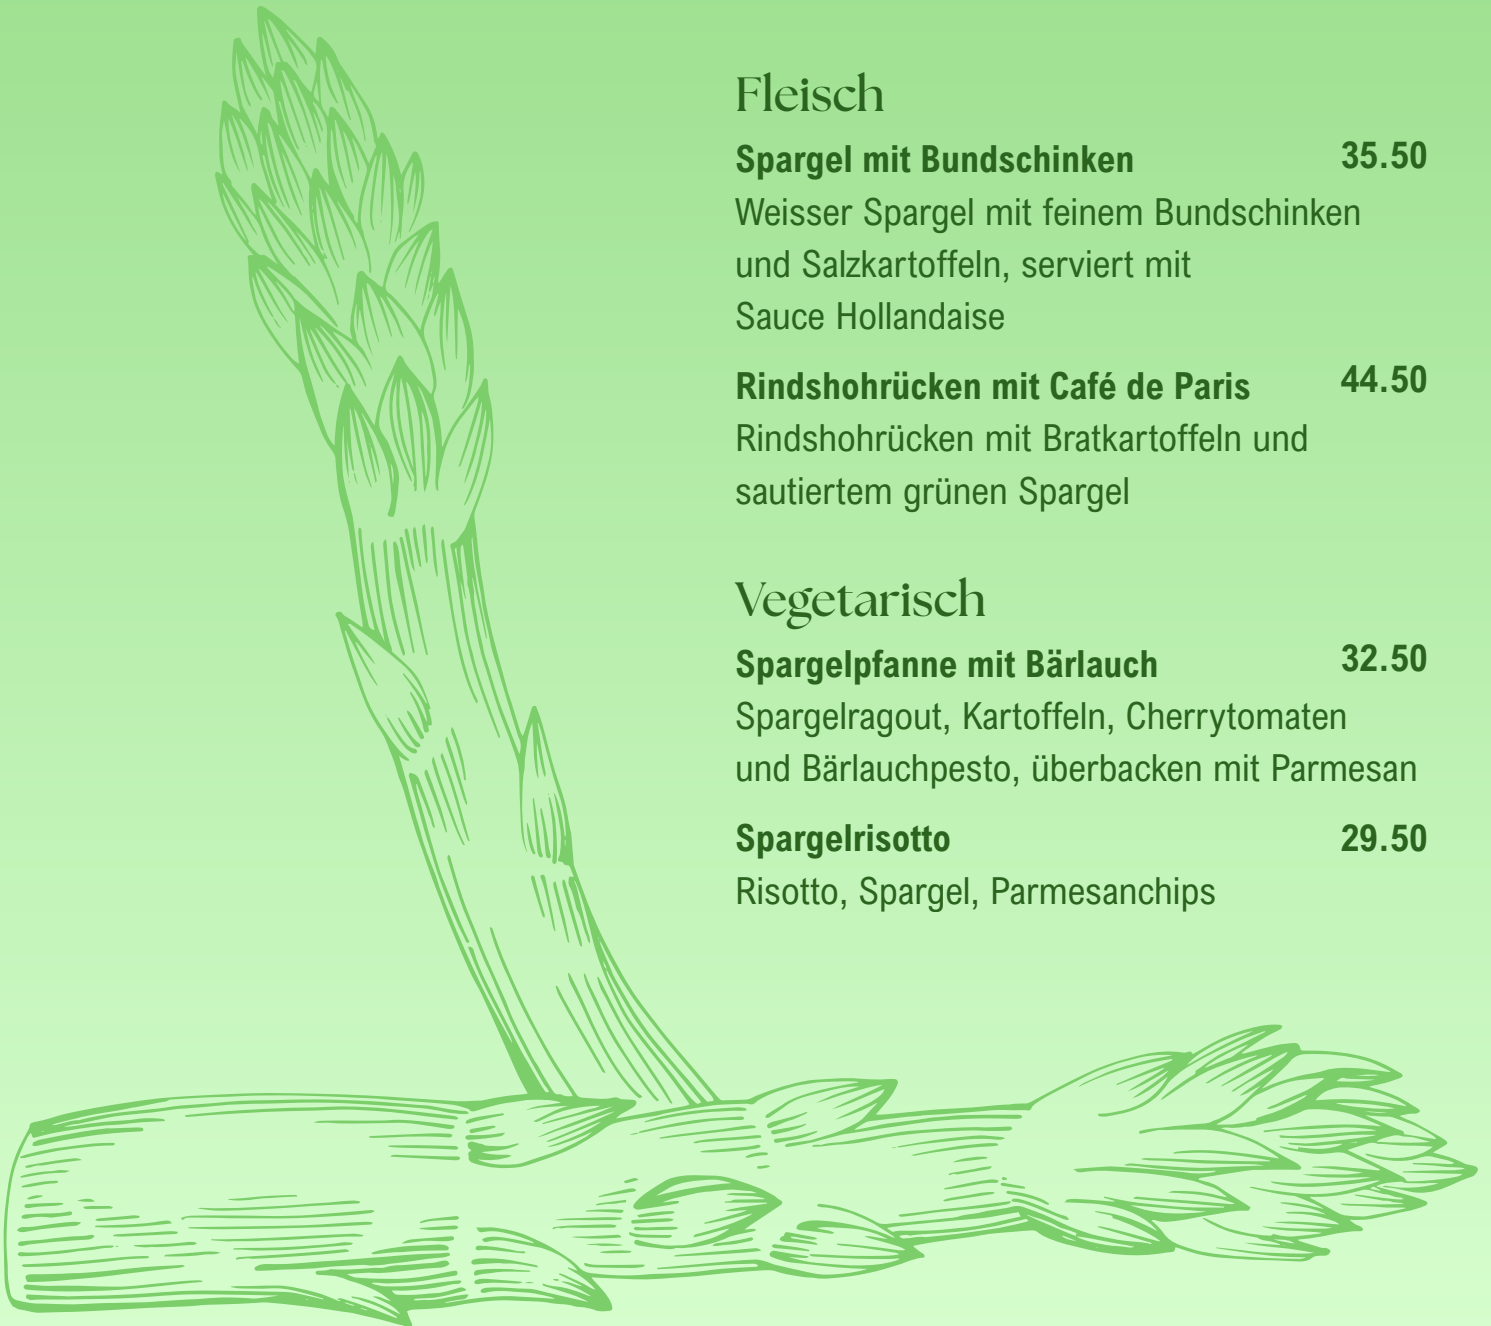 Fleisch
Spargel mit Bundschinken 35.50
Weisser Spargel mit feinem Bundschinken
und Salzkartoffeln, serviert mit
Sauce Hollandaise
Rindshohrücken mit Café de Paris 44.50
Rindshohrücken mit Bratkartoffeln und
sautiertem grünen Spargel
Vegetarisch
Spargelpfanne mit Bärlauch 32.50
Spargelragout, Kartoffeln, Cherrytomaten
und Bärlauchpesto, überbacken mit Parmesan
Spargelrisotto 29.50
Risotto, Spargel, Parmesanchips